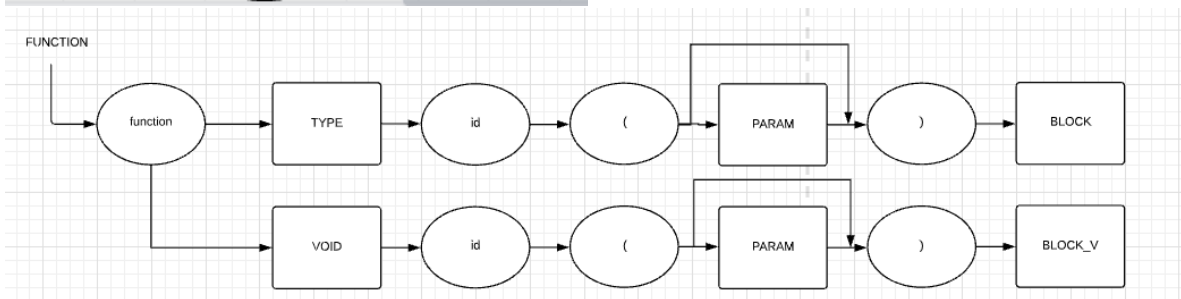 FUNCTION
function TYPE id ( PARAM ) BLOCK
VOID id ( PARAM ) BLOCK_V